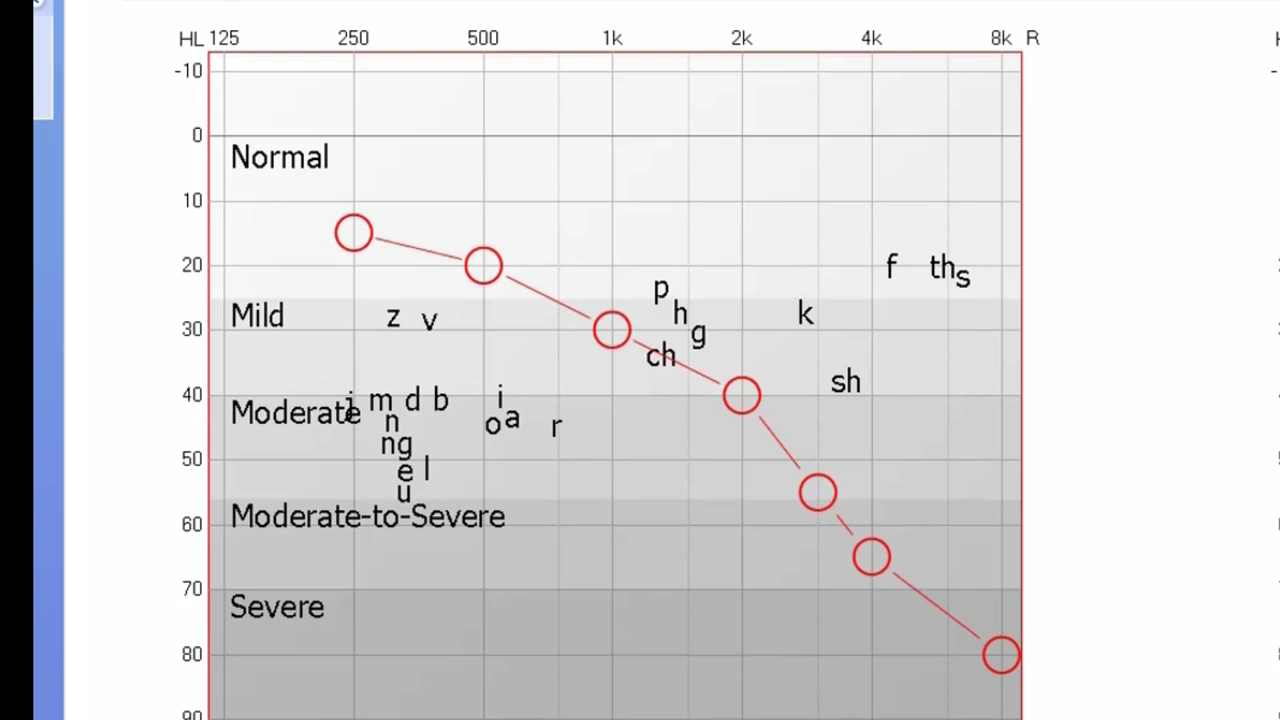 HL 125 250 500 1k 2k 4k 8k R
-10
0
Normal
10
20
f th s
p
Mild z v h k
30
g
ch
sh
40
i
Moderate j m d b
n o a r
ng
50
e l
u
Moderate-to-Severe
60
70
Severe
80
90